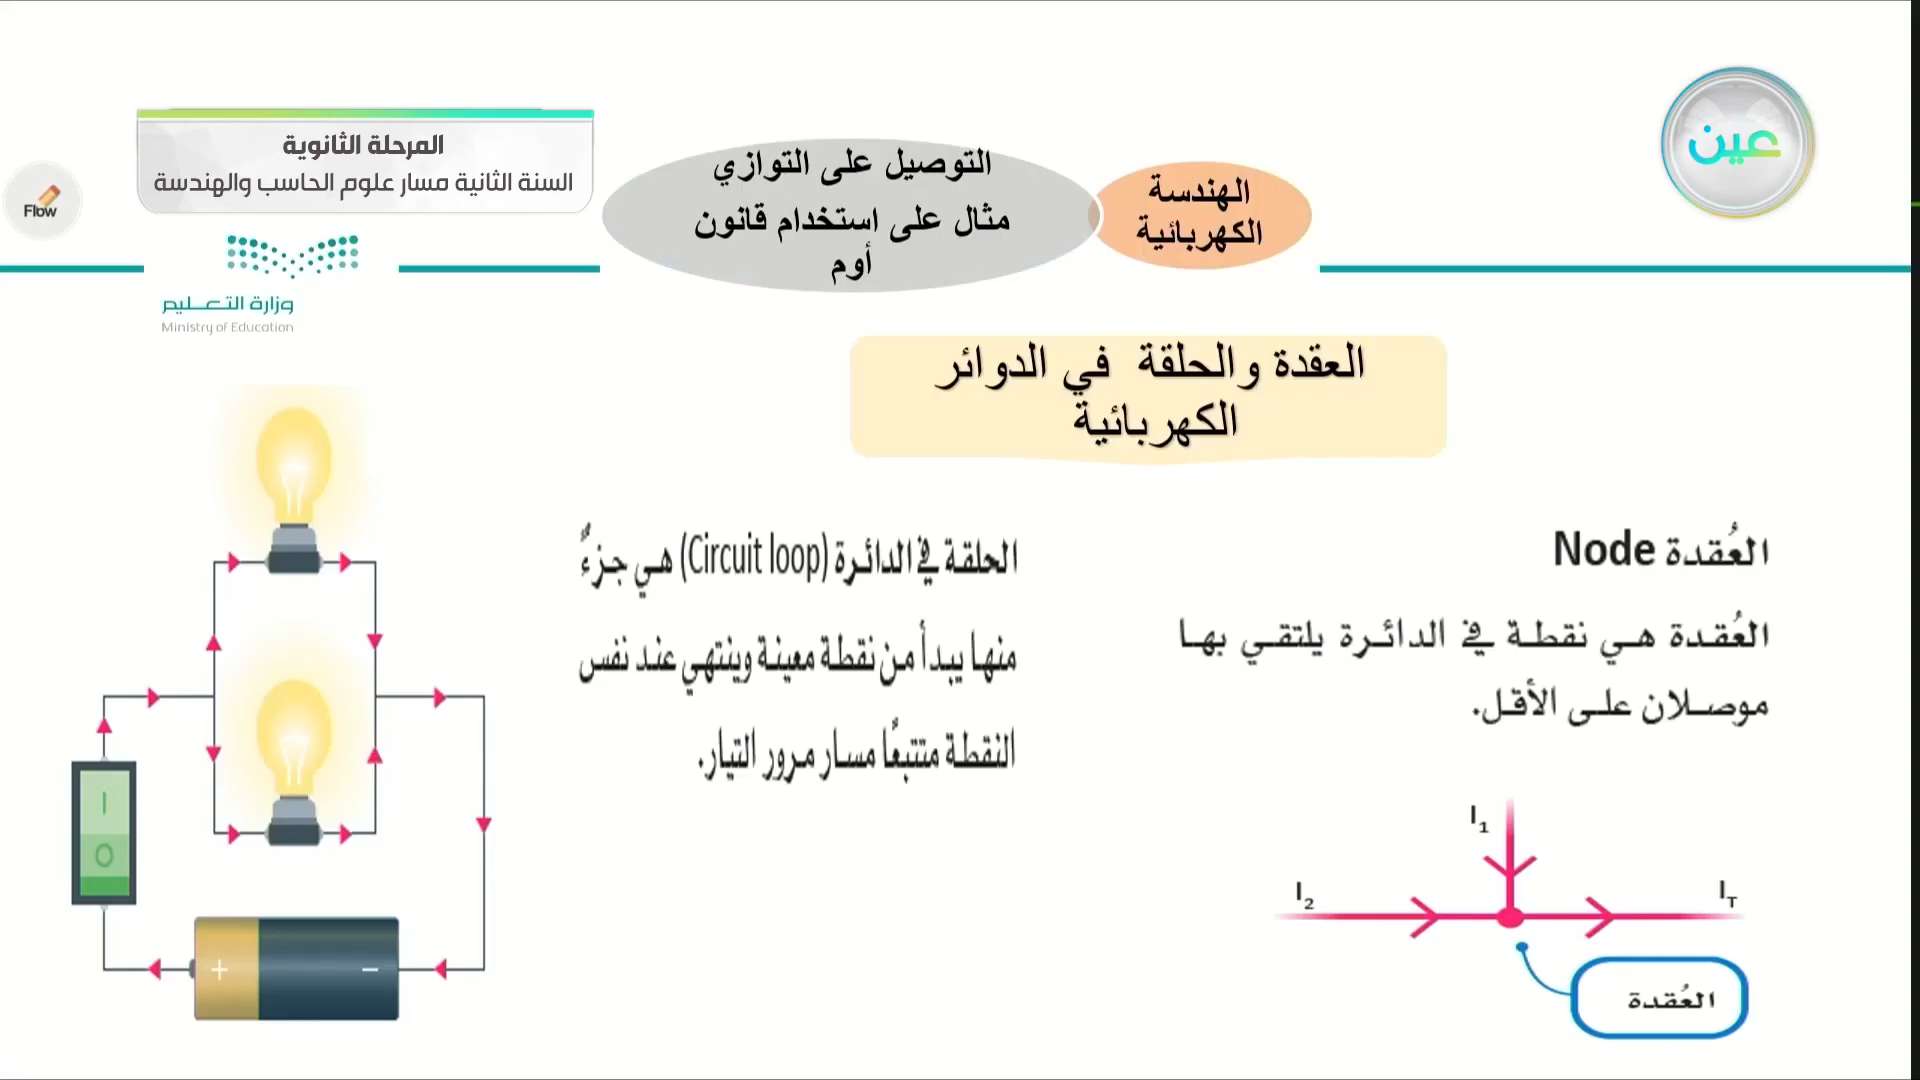 عين
المرحلة الثانوية
السنة الثانية مسار علوم الحاسب والهندسة
Flow
وزارة التعـــليم
Ministry of Education
الهندسة
الكهربائية
التوصيل على التوازي
مثال على استخدام قانون
أوم
العقدة والحلقة في الدوائر
الكهربائية
العُقدة Node
العُقدة هي نقطة في الدائرة يلتقي بها
موصلان على الأقل.
الحلقة في الدائرة (Circuit loop) هي جزءٌ
منها يبدأ من نقطة معينة وينتهي عند نفس
النقطة متتبعًا مسار مرور التيار.
I₁
I₂
I_T
العُقدة
I
O
+ −